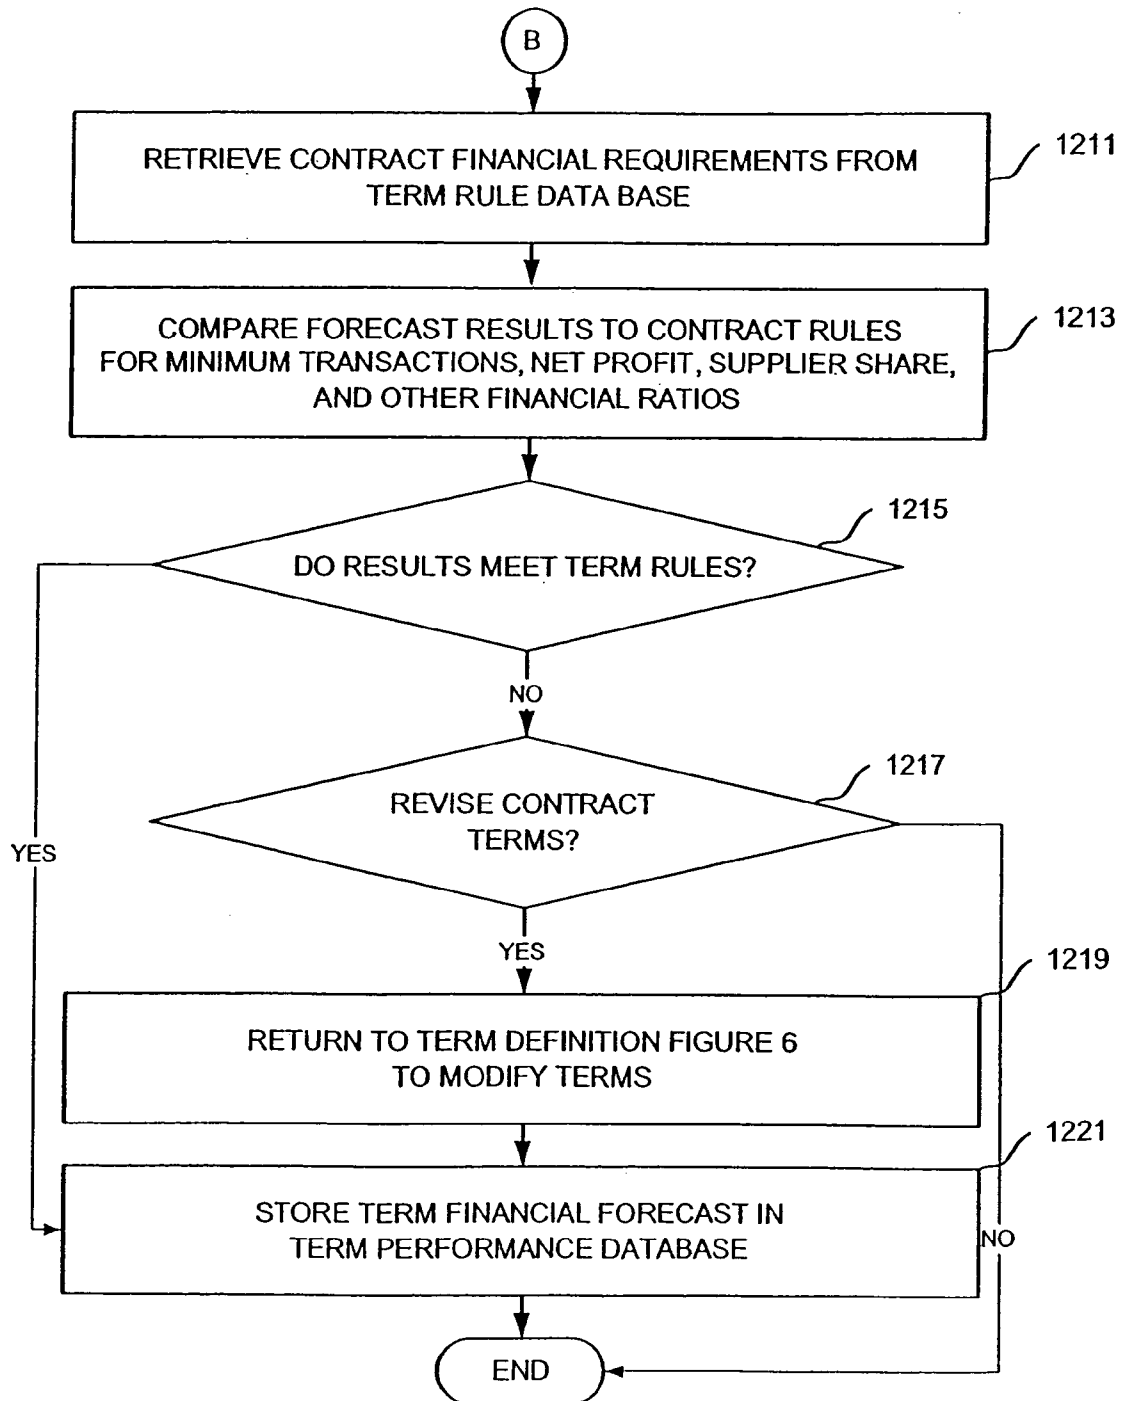 B
RETRIEVE CONTRACT FINANCIAL REQUIREMENTS FROM
TERM RULE DATA BASE
1211
COMPARE FORECAST RESULTS TO CONTRACT RULES
FOR MINIMUM TRANSACTIONS, NET PROFIT, SUPPLIER SHARE,
AND OTHER FINANCIAL RATIOS
1213
DO RESULTS MEET TERM RULES?
1215
NO
REVISE CONTRACT
TERMS?
1217
YES
YES
RETURN TO TERM DEFINITION FIGURE 6
TO MODIFY TERMS
1219
STORE TERM FINANCIAL FORECAST IN
TERM PERFORMANCE DATABASE
1221
NO
END